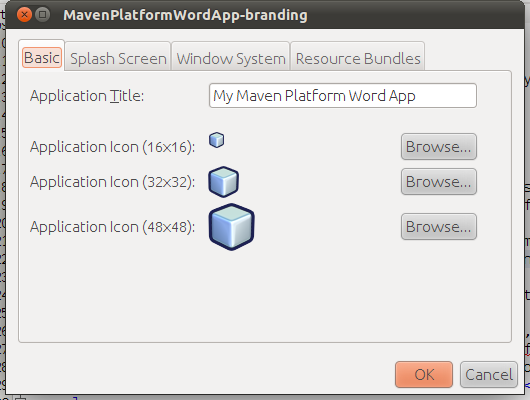 MavenPlatformWordApp-branding
Basic Splash Screen Window System Resource Bundles
Application Title: My Maven Platform Word App
Application Icon (16x16): Browse...
Application Icon (32x32): Browse...
Application Icon (48x48): Browse...
OK Cancel